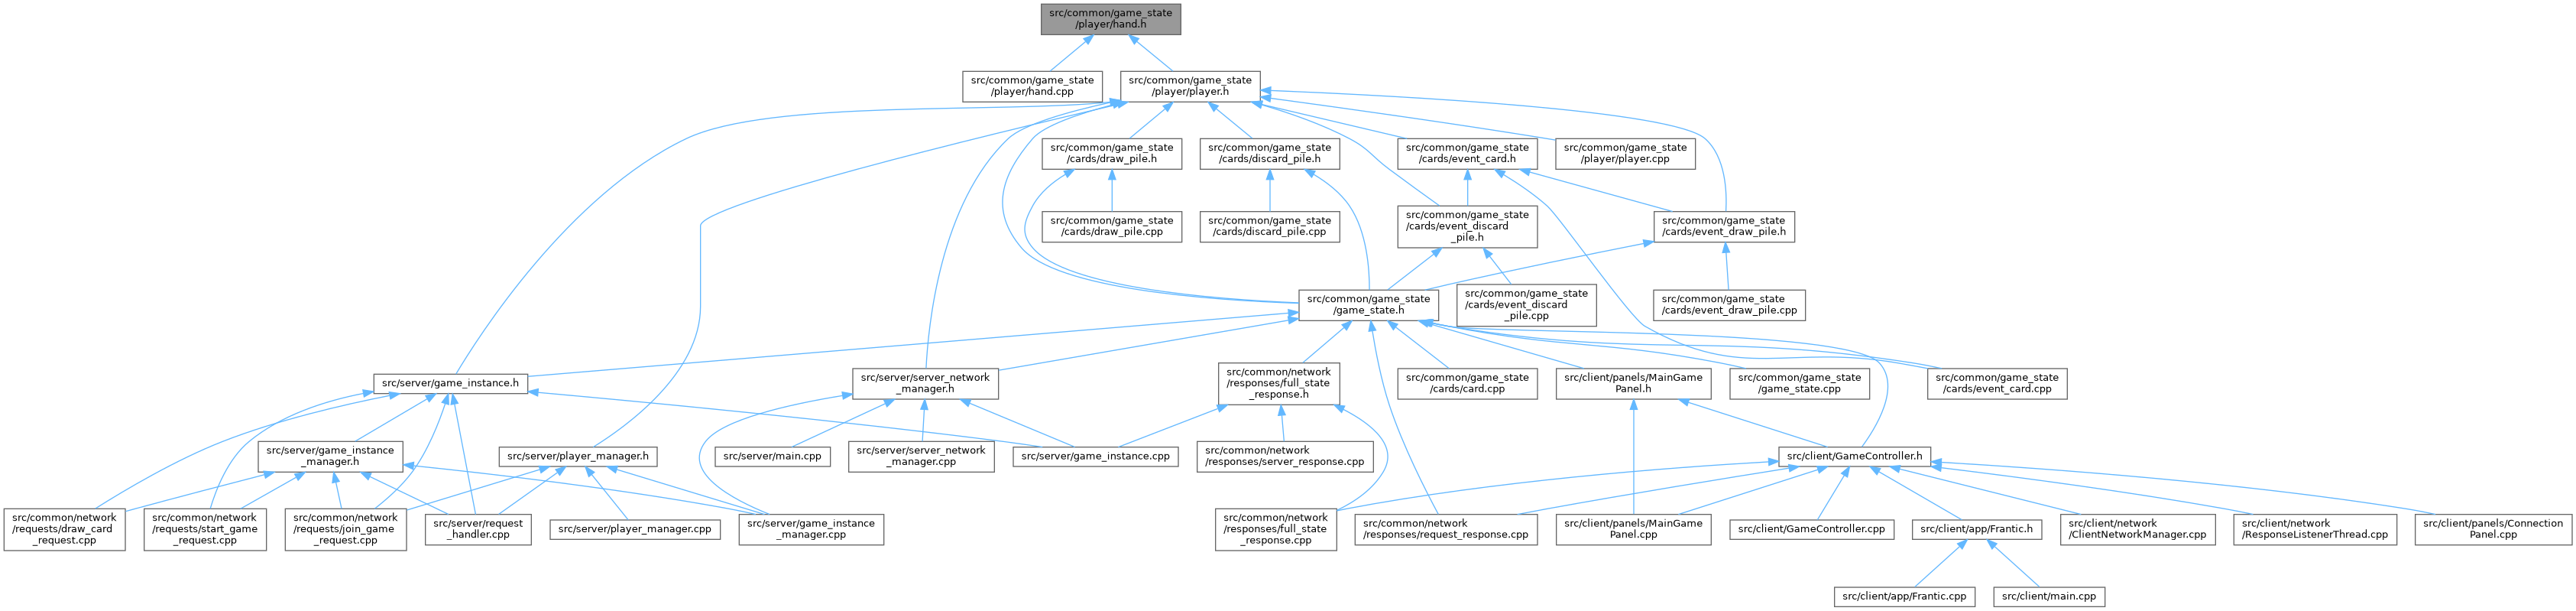 src/common/game_state
/player/hand.h
src/common/game_state
/player/hand.cpp
src/common/game_state
/player/player.h
src/common/game_state
/cards/draw_pile.h
src/common/game_state
/cards/discard_pile.h
src/common/game_state
/cards/event_card.h
src/common/game_state
/player/player.cpp
src/common/game_state
/cards/draw_pile.cpp
src/common/game_state
/cards/discard_pile.cpp
src/common/game_state
/cards/event_discard
_pile.h
src/common/game_state
/cards/event_draw_pile.h
src/common/game_state
/game_state.h
src/common/game_state
/cards/event_discard
_pile.cpp
src/common/game_state
/cards/event_draw_pile.cpp
src/server/game_instance.h
src/server/server_network
_manager.h
src/common/network
/responses/full_state
_response.h
src/common/game_state
/cards/card.cpp
src/client/panels/MainGame
Panel.h
src/common/game_state
/game_state.cpp
src/common/game_state
/cards/event_card.cpp
src/server/game_instance
_manager.h
src/server/player_manager.h
src/server/main.cpp
src/server/server_network
_manager.cpp
src/server/game_instance.cpp
src/common/network
/responses/server_response.cpp
src/client/GameController.h
src/common/network
/requests/draw_card
_request.cpp
src/common/network
/requests/start_game
_request.cpp
src/common/network
/requests/join_game
_request.cpp
src/server/request
_handler.cpp
src/server/player_manager.cpp
src/server/game_instance
_manager.cpp
src/common/network
/responses/full_state
_response.cpp
src/common/network
/responses/request_response.cpp
src/client/panels/MainGame
Panel.cpp
src/client/GameController.cpp
src/client/app/Frantic.h
src/client/network
/ClientNetworkManager.cpp
src/client/network
/ResponseListenerThread.cpp
src/client/panels/Connection
Panel.cpp
src/client/app/Frantic.cpp
src/client/main.cpp